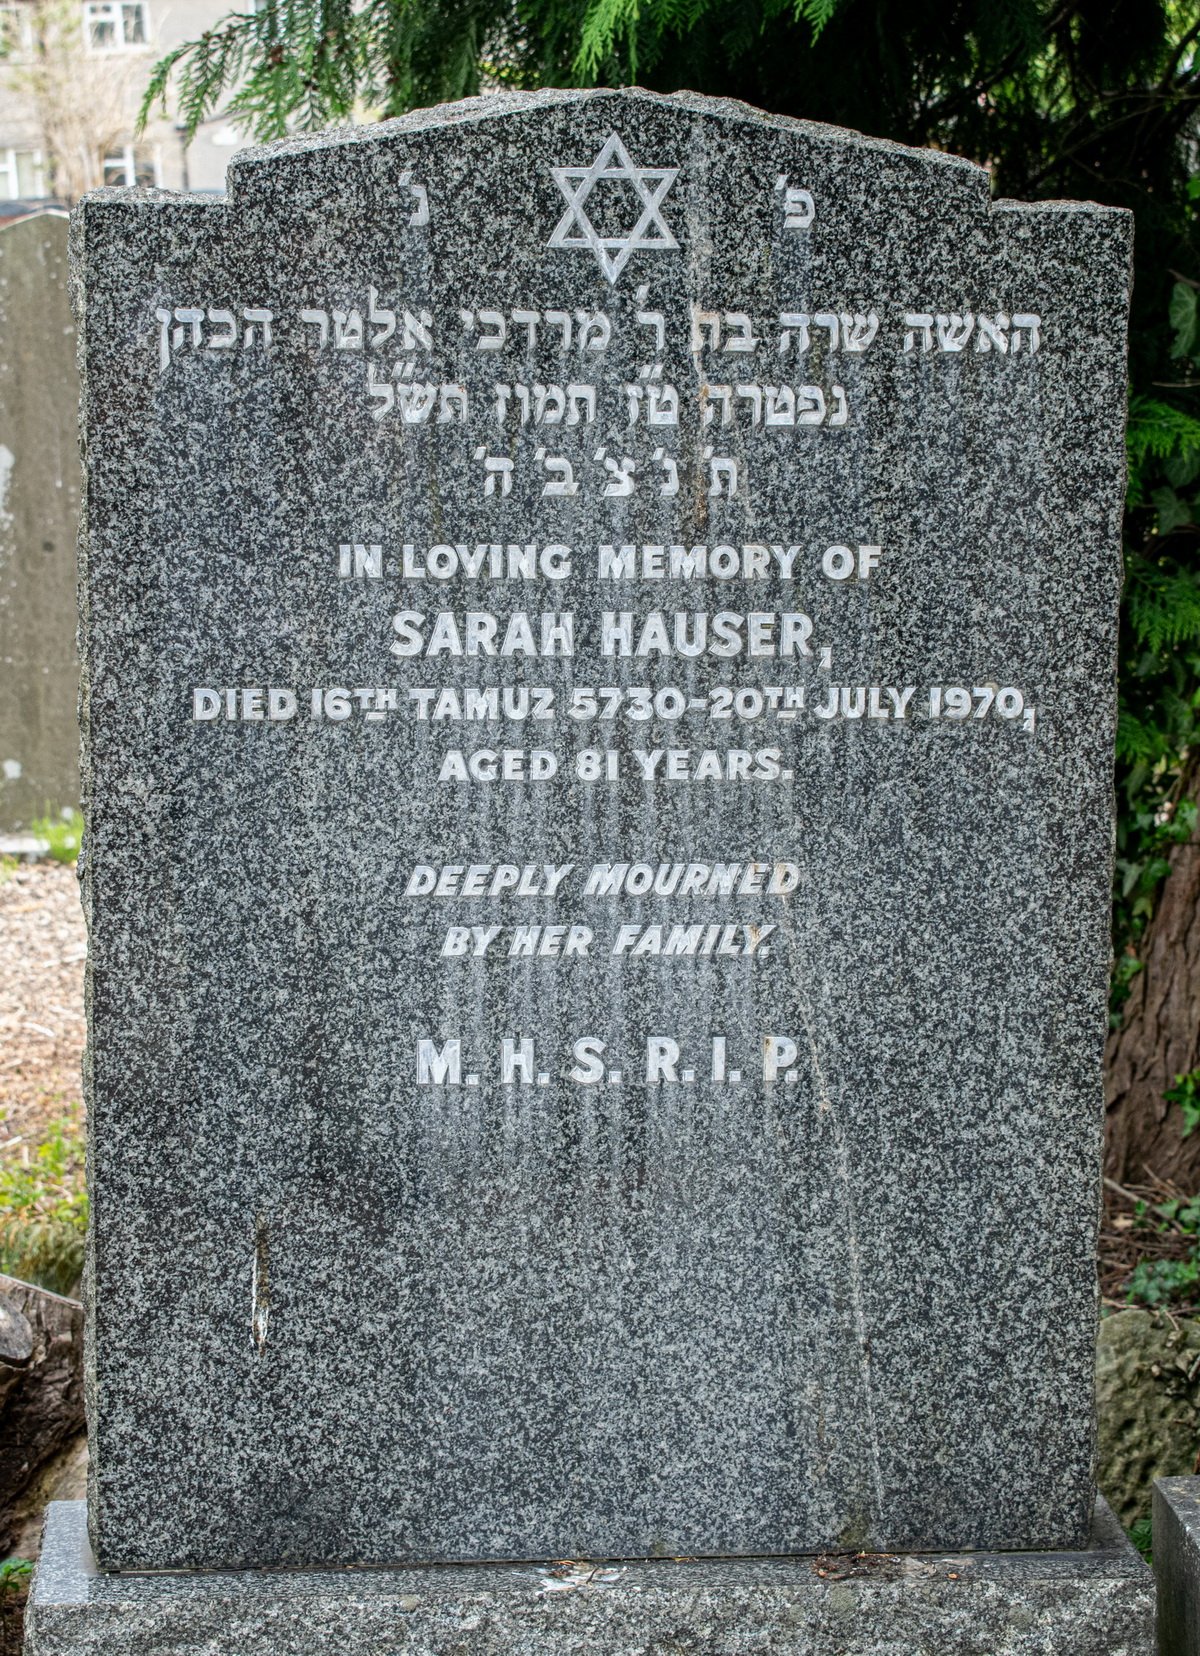 פ' נ'
האשה שרה בת ר' מרדכי אלטר הכהן
נפטרה ט"ז תמוז תש"ל
ת' נ' צ' ב' ה'
IN LOVING MEMORY OF
SARAH HAUSER,
DIED 16TH TAMUZ 5730-20TH JULY 1970,
AGED 81 YEARS.
DEEPLY MOURNED
BY HER FAMILY.
M. H. S. R. I. P.